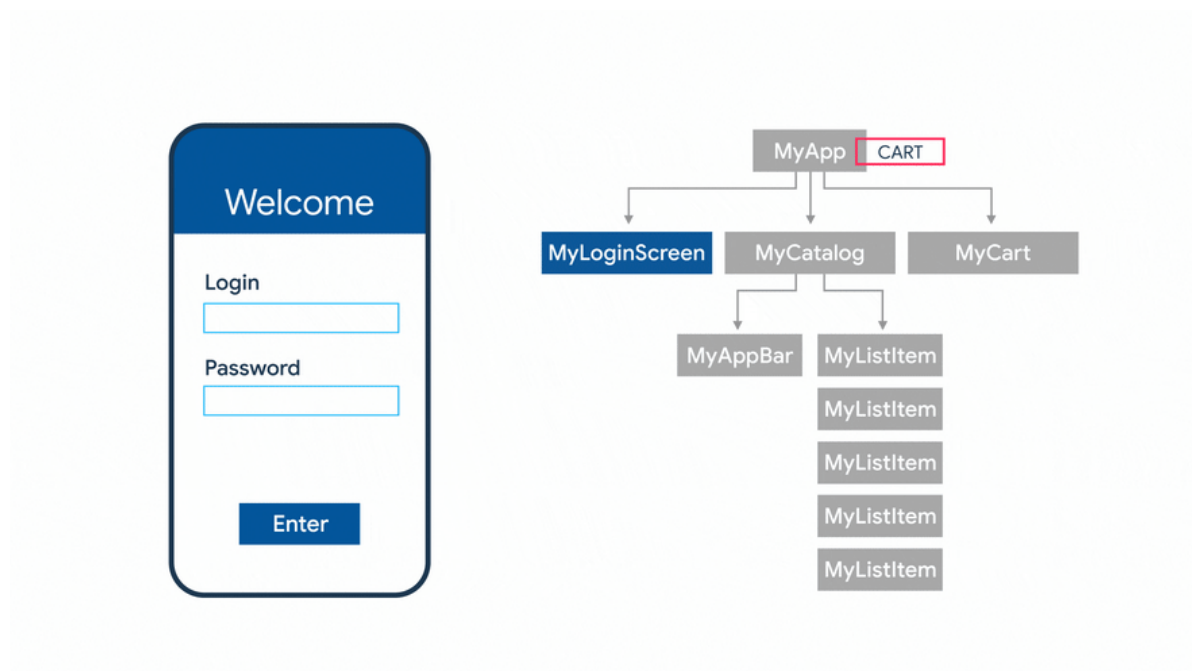 Welcome
Login
Password
Enter
MyApp
CART
MyLoginScreen
MyCatalog
MyCart
MyAppBar
MyListItem
MyListItem
MyListItem
MyListItem
MyListItem